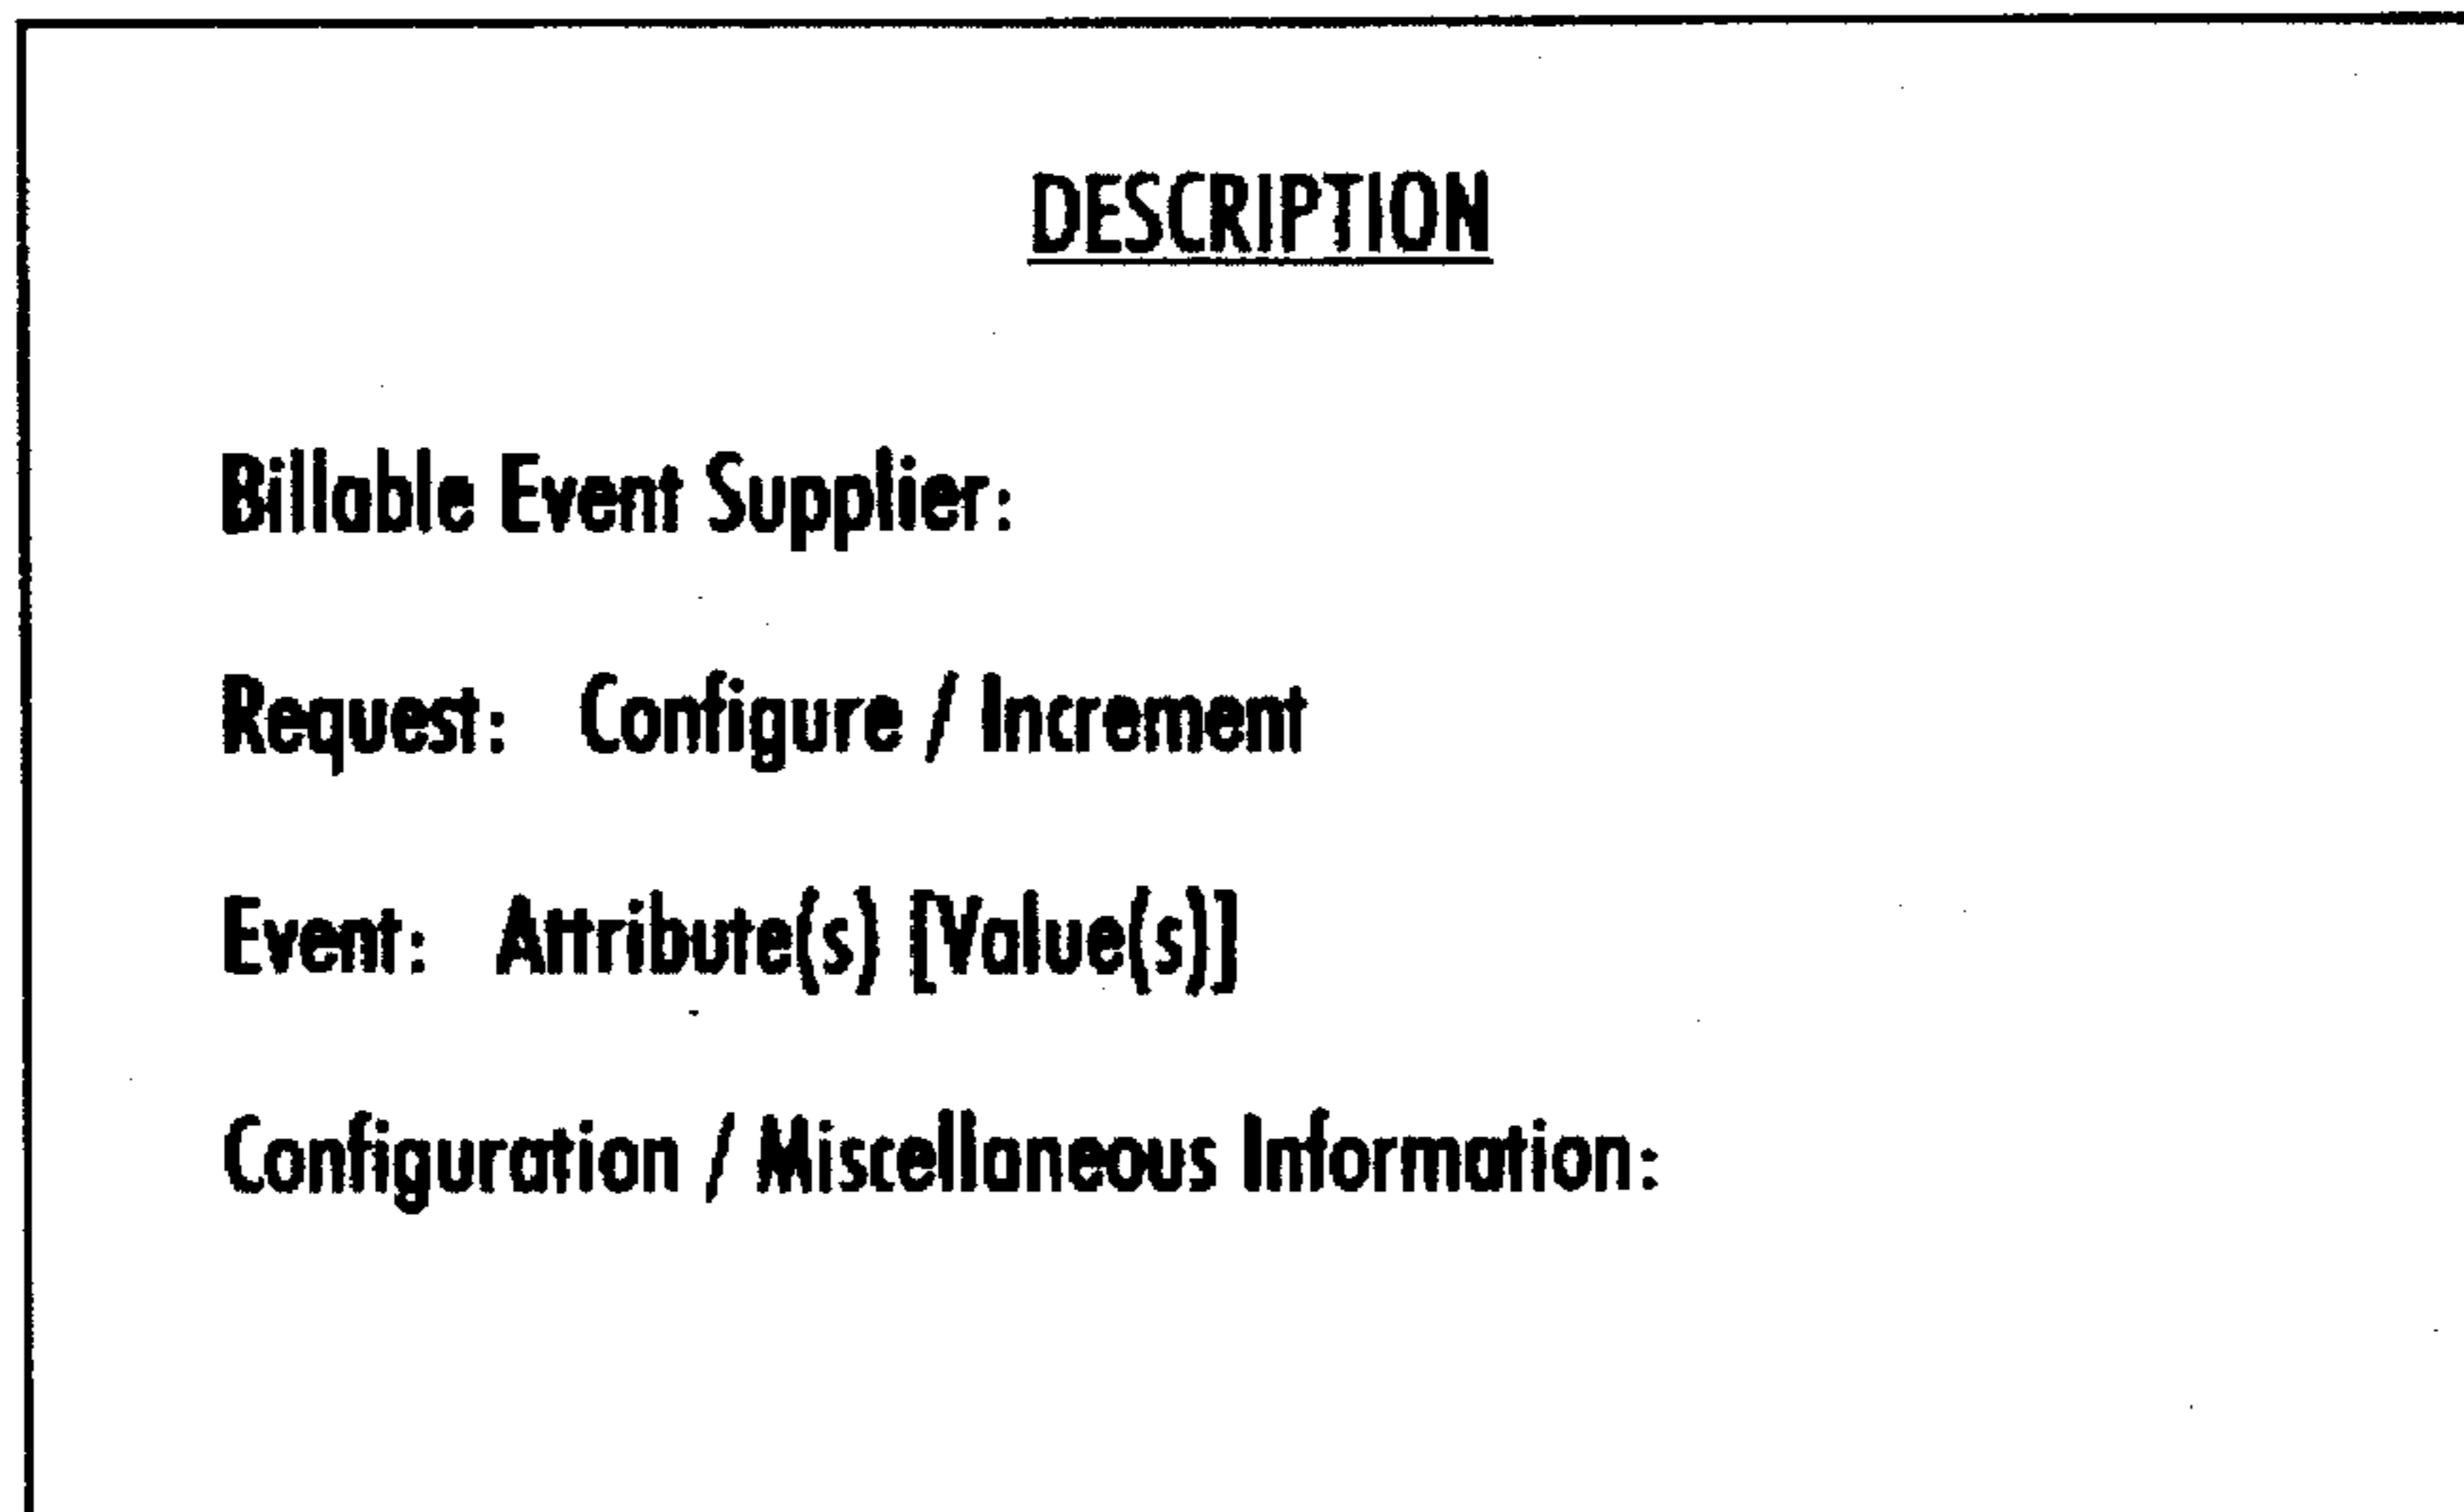 DESCRIPTION
Billable Event Supplier:
Request: Configure / Increment
Event: Attribute(s) [Value(s)]
Configuration / Miscellaneous Information: